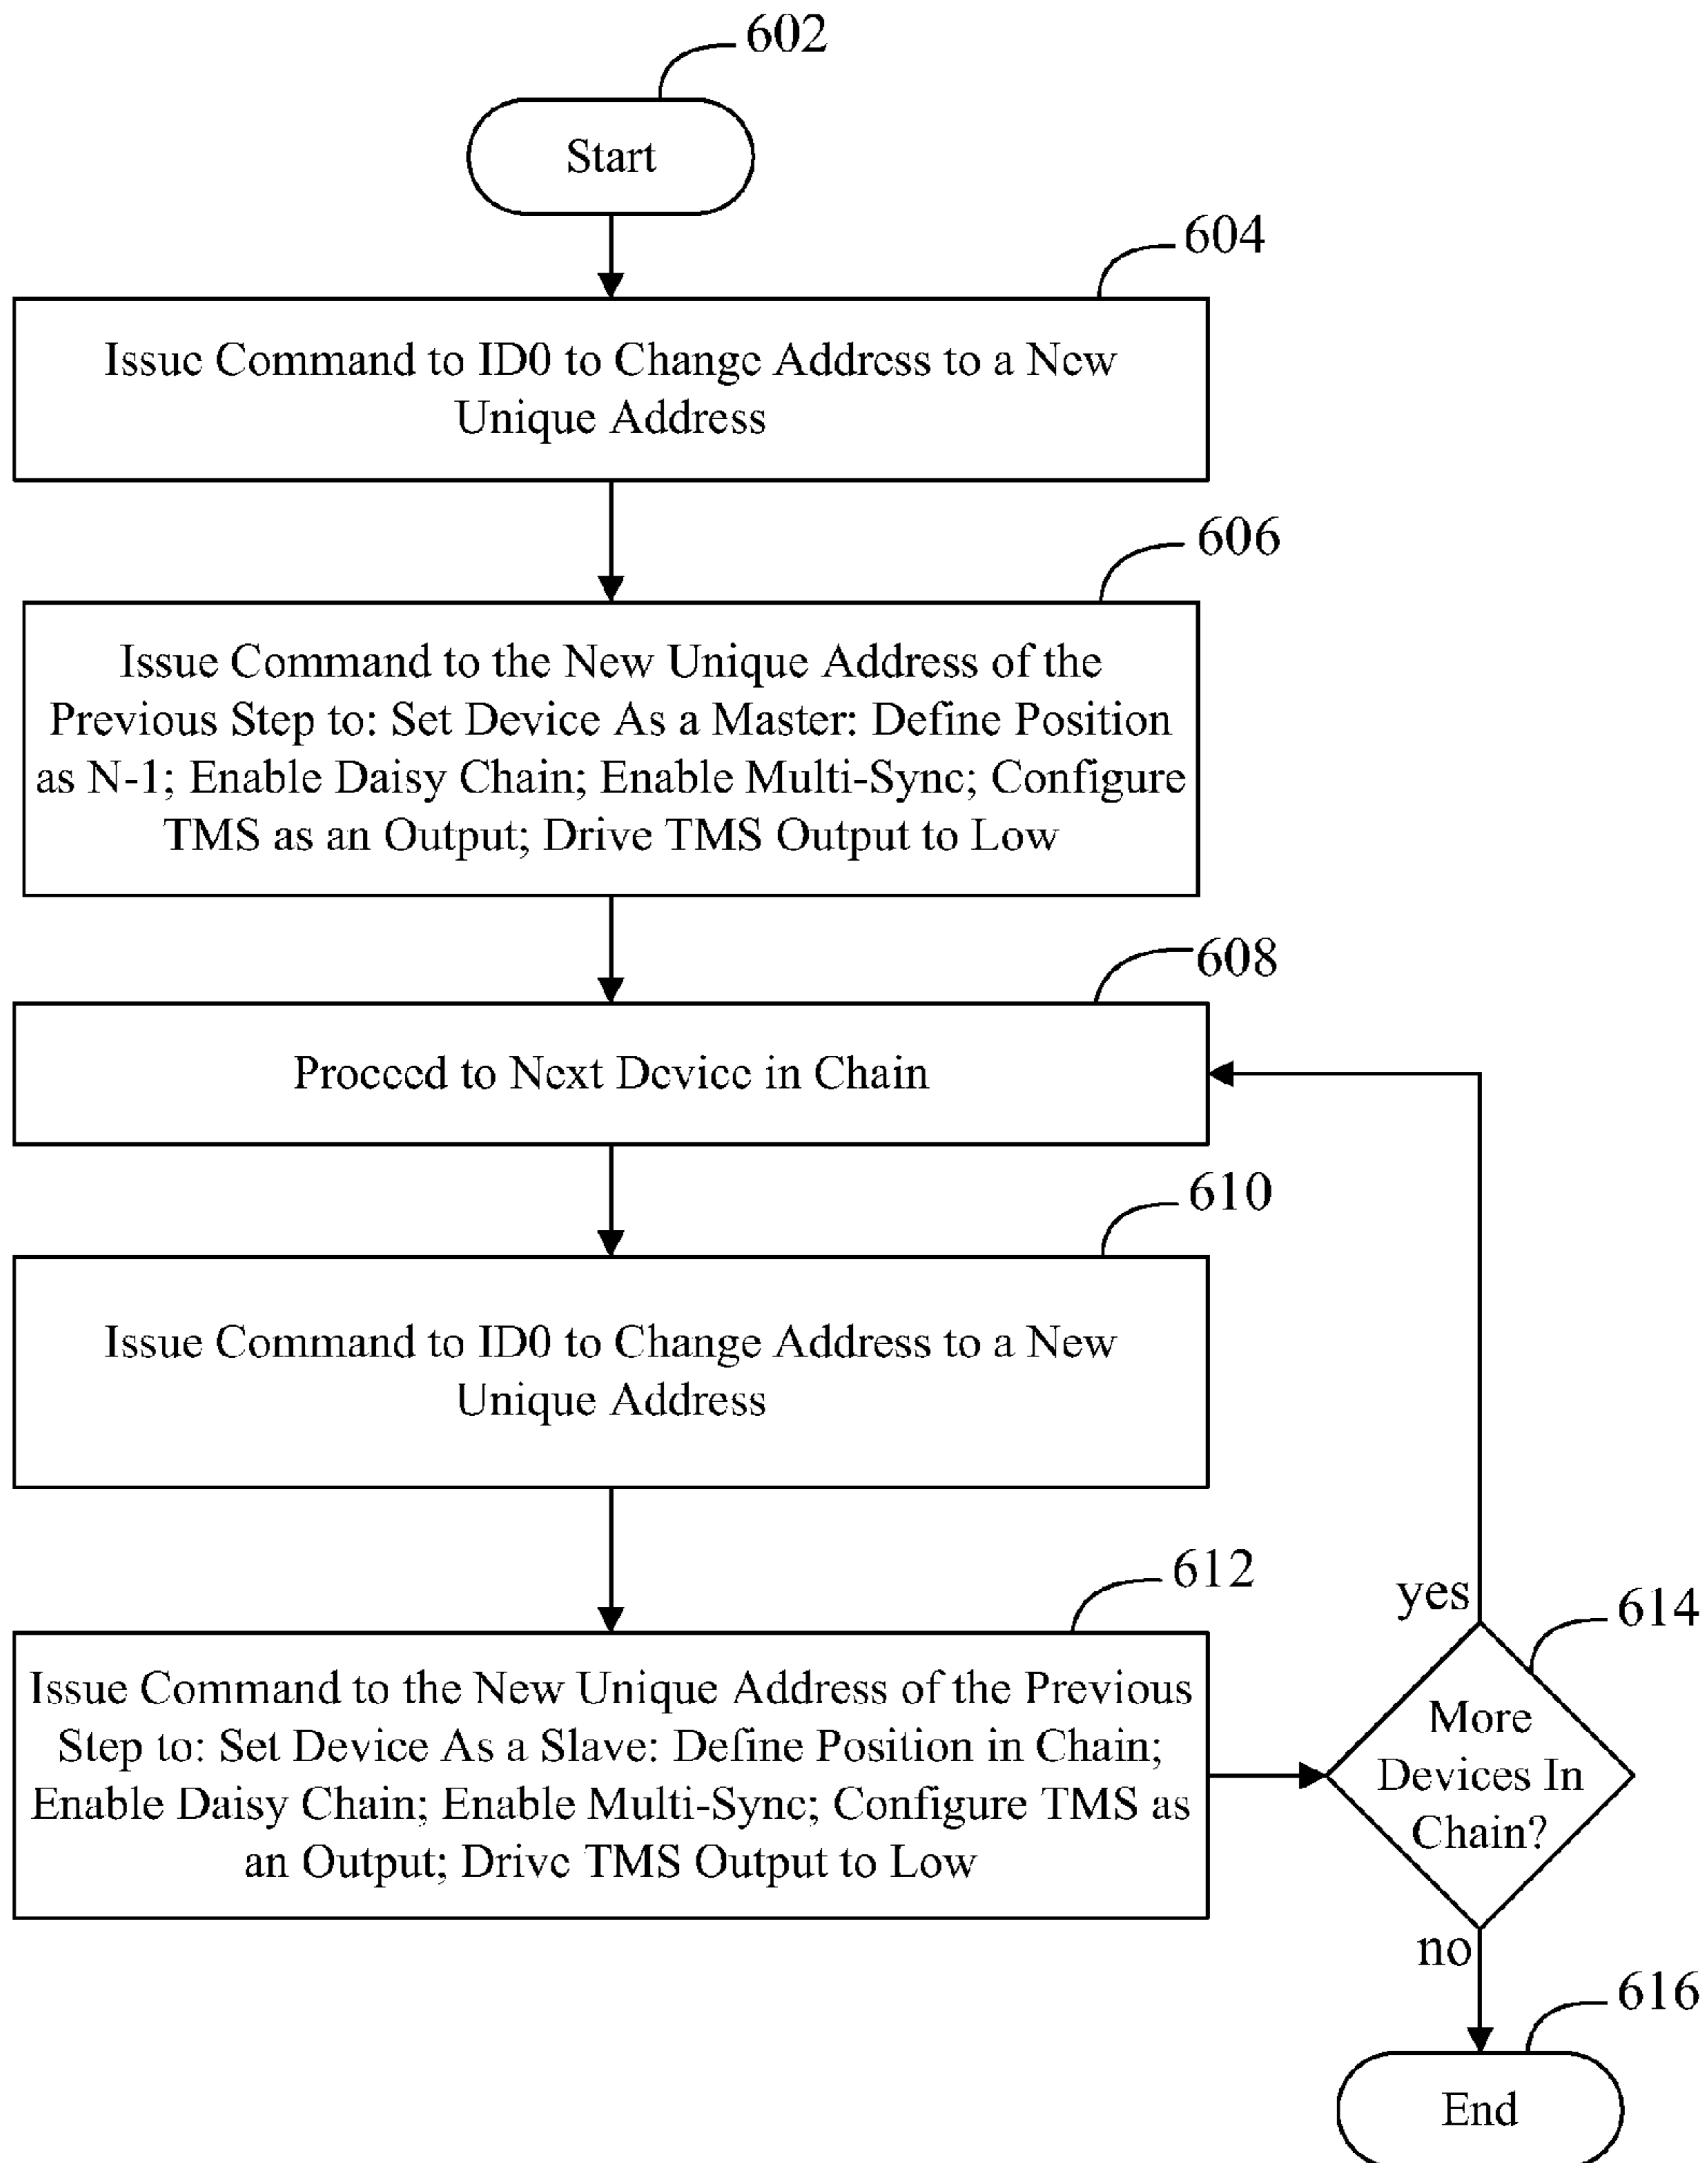 602
Start
604
Issue Command to ID0 to Change Address to a New
Unique Address
606
Issue Command to the New Unique Address of the
Previous Step to: Set Device As a Master: Define Position
as N-1; Enable Daisy Chain; Enable Multi-Sync; Configure
TMS as an Output; Drive TMS Output to Low
608
Proceed to Next Device in Chain
610
Issue Command to ID0 to Change Address to a New
Unique Address
612
Issue Command to the New Unique Address of the Previous
Step to: Set Device As a Slave: Define Position in Chain;
Enable Daisy Chain; Enable Multi-Sync; Configure TMS as
an Output; Drive TMS Output to Low
yes
614
More
Devices In
Chain?
no
616
End